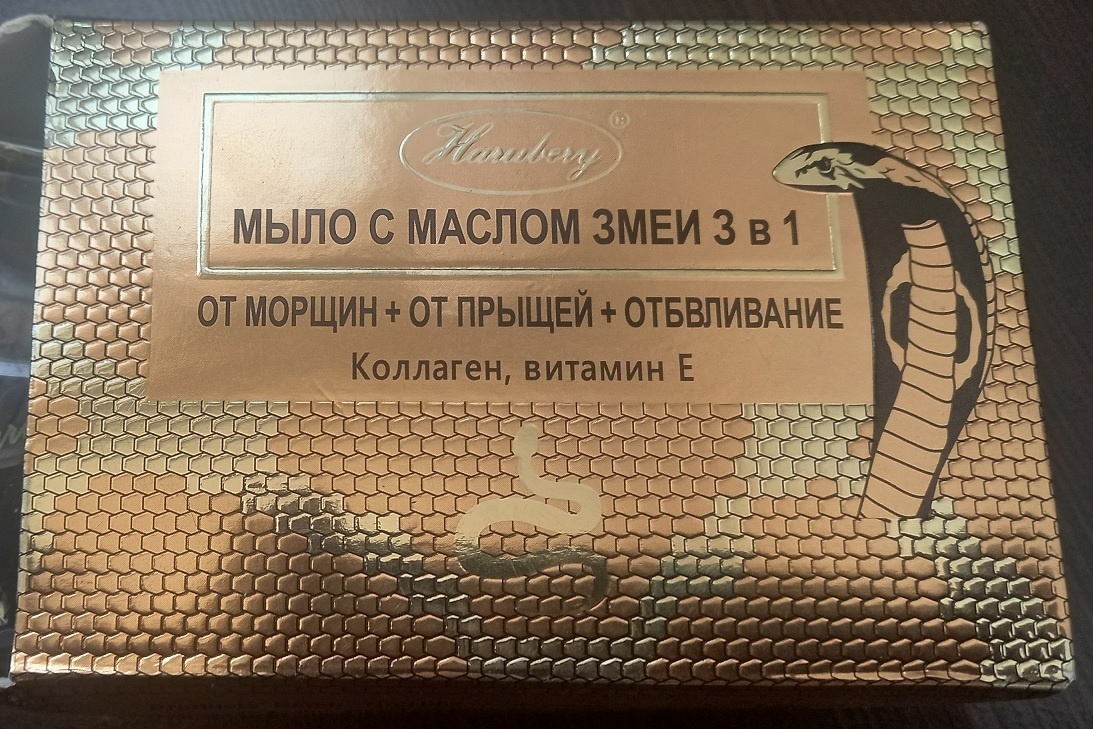 Harubery ®
МЫЛО С МАСЛОМ ЗМЕИ 3 в 1
ОТ МОРЩИН + ОТ ПРЫЩЕЙ + ОТБВЛИВАНИЕ
Коллаген, витамин Е